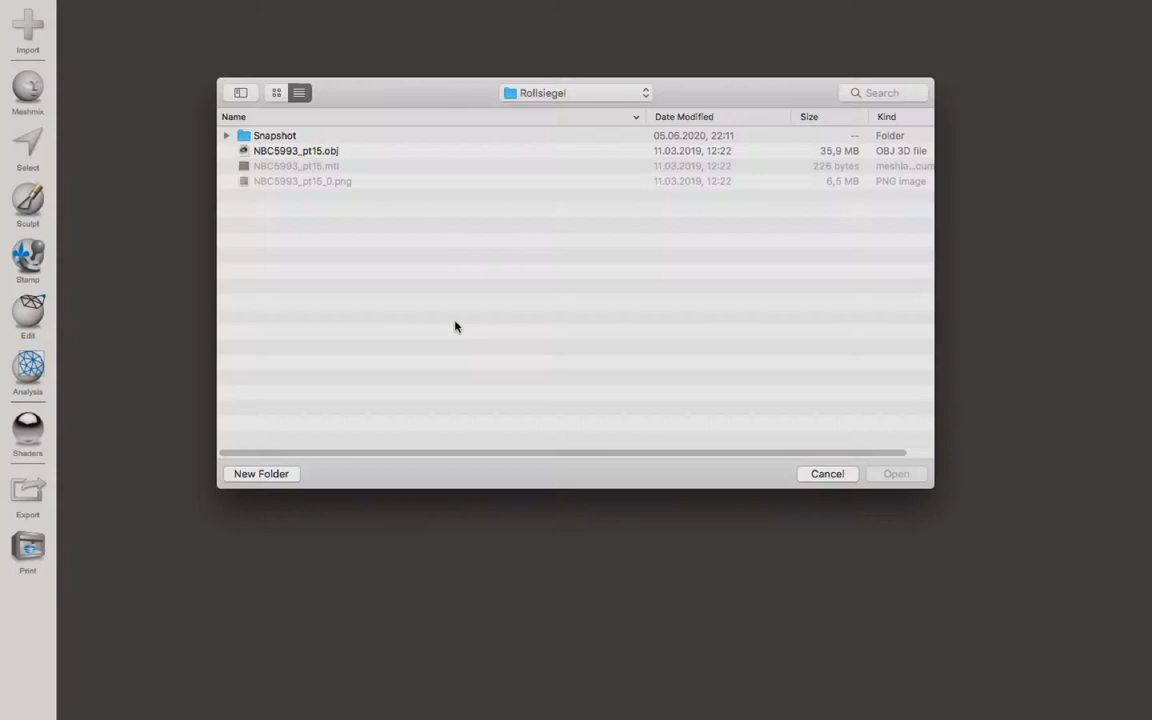 Import
Meshmix
Select
Sculpt
Stamp
Edit
Analysis
Shaders
Export
Print
Rollsiegel
Search
Name Date Modified Size Kind
Snapshot 05.06.2020, 22:11 -- Folder
NBC5993_pt15.obj 11.03.2019, 12:22 35,9 MB OBJ 3D file
NBC5993_pt15.mtl 11.03.2019, 12:22 226 bytes meshla...cum
NBC5993_pt15_0.png 11.03.2019, 12:22 6,5 MB PNG image
New Folder Cancel Open